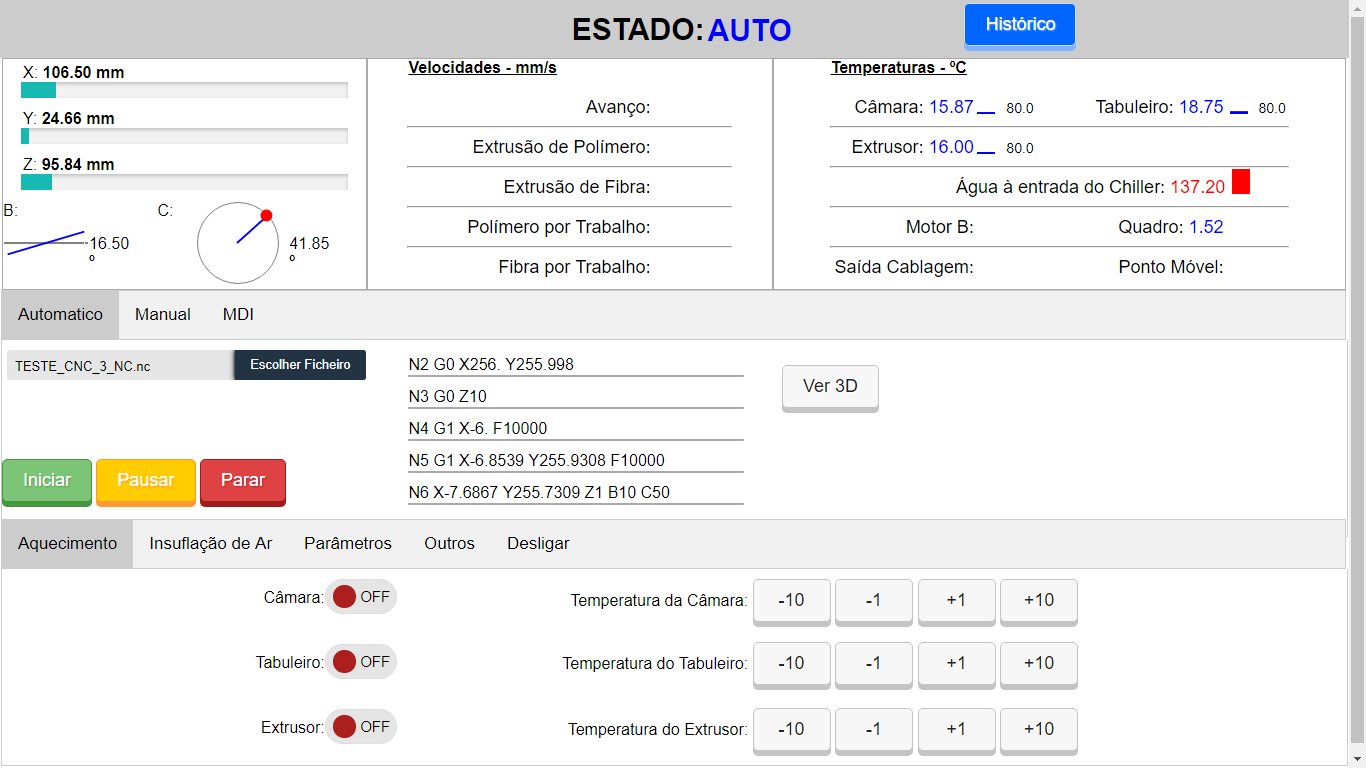 ESTADO: AUTO
Histórico
X: 106.50 mm
Y: 24.66 mm
Z: 95.84 mm
B:
16.50
º
C:
41.85
º
Velocidades - mm/s
Avanço:
Extrusão de Polímero:
Extrusão de Fibra:
Polímero por Trabalho:
Fibra por Trabalho:
Temperaturas - ºC
Câmara: 15.87 80.0 Tabuleiro: 18.75 80.0
Extrusor: 16.00 80.0
Água à entrada do Chiller: 137.20
Motor B: Quadro: 1.52
Saída Cablagem: Ponto Móvel:
Automatico Manual MDI
TESTE_CNC_3_NC.nc Escolher Ficheiro
Iniciar Pausar Parar
N2 G0 X256. Y255.998
N3 G0 Z10
N4 G1 X-6. F10000
N5 G1 X-6.8539 Y255.9308 F10000
N6 X-7.6867 Y255.7309 Z1 B10 C50
Ver 3D
Aquecimento Insuflação de Ar Parâmetros Outros Desligar
Câmara: OFF Temperatura da Câmara: -10 -1 +1 +10
Tabuleiro: OFF Temperatura do Tabuleiro: -10 -1 +1 +10
Extrusor: OFF Temperatura do Extrusor: -10 -1 +1 +10